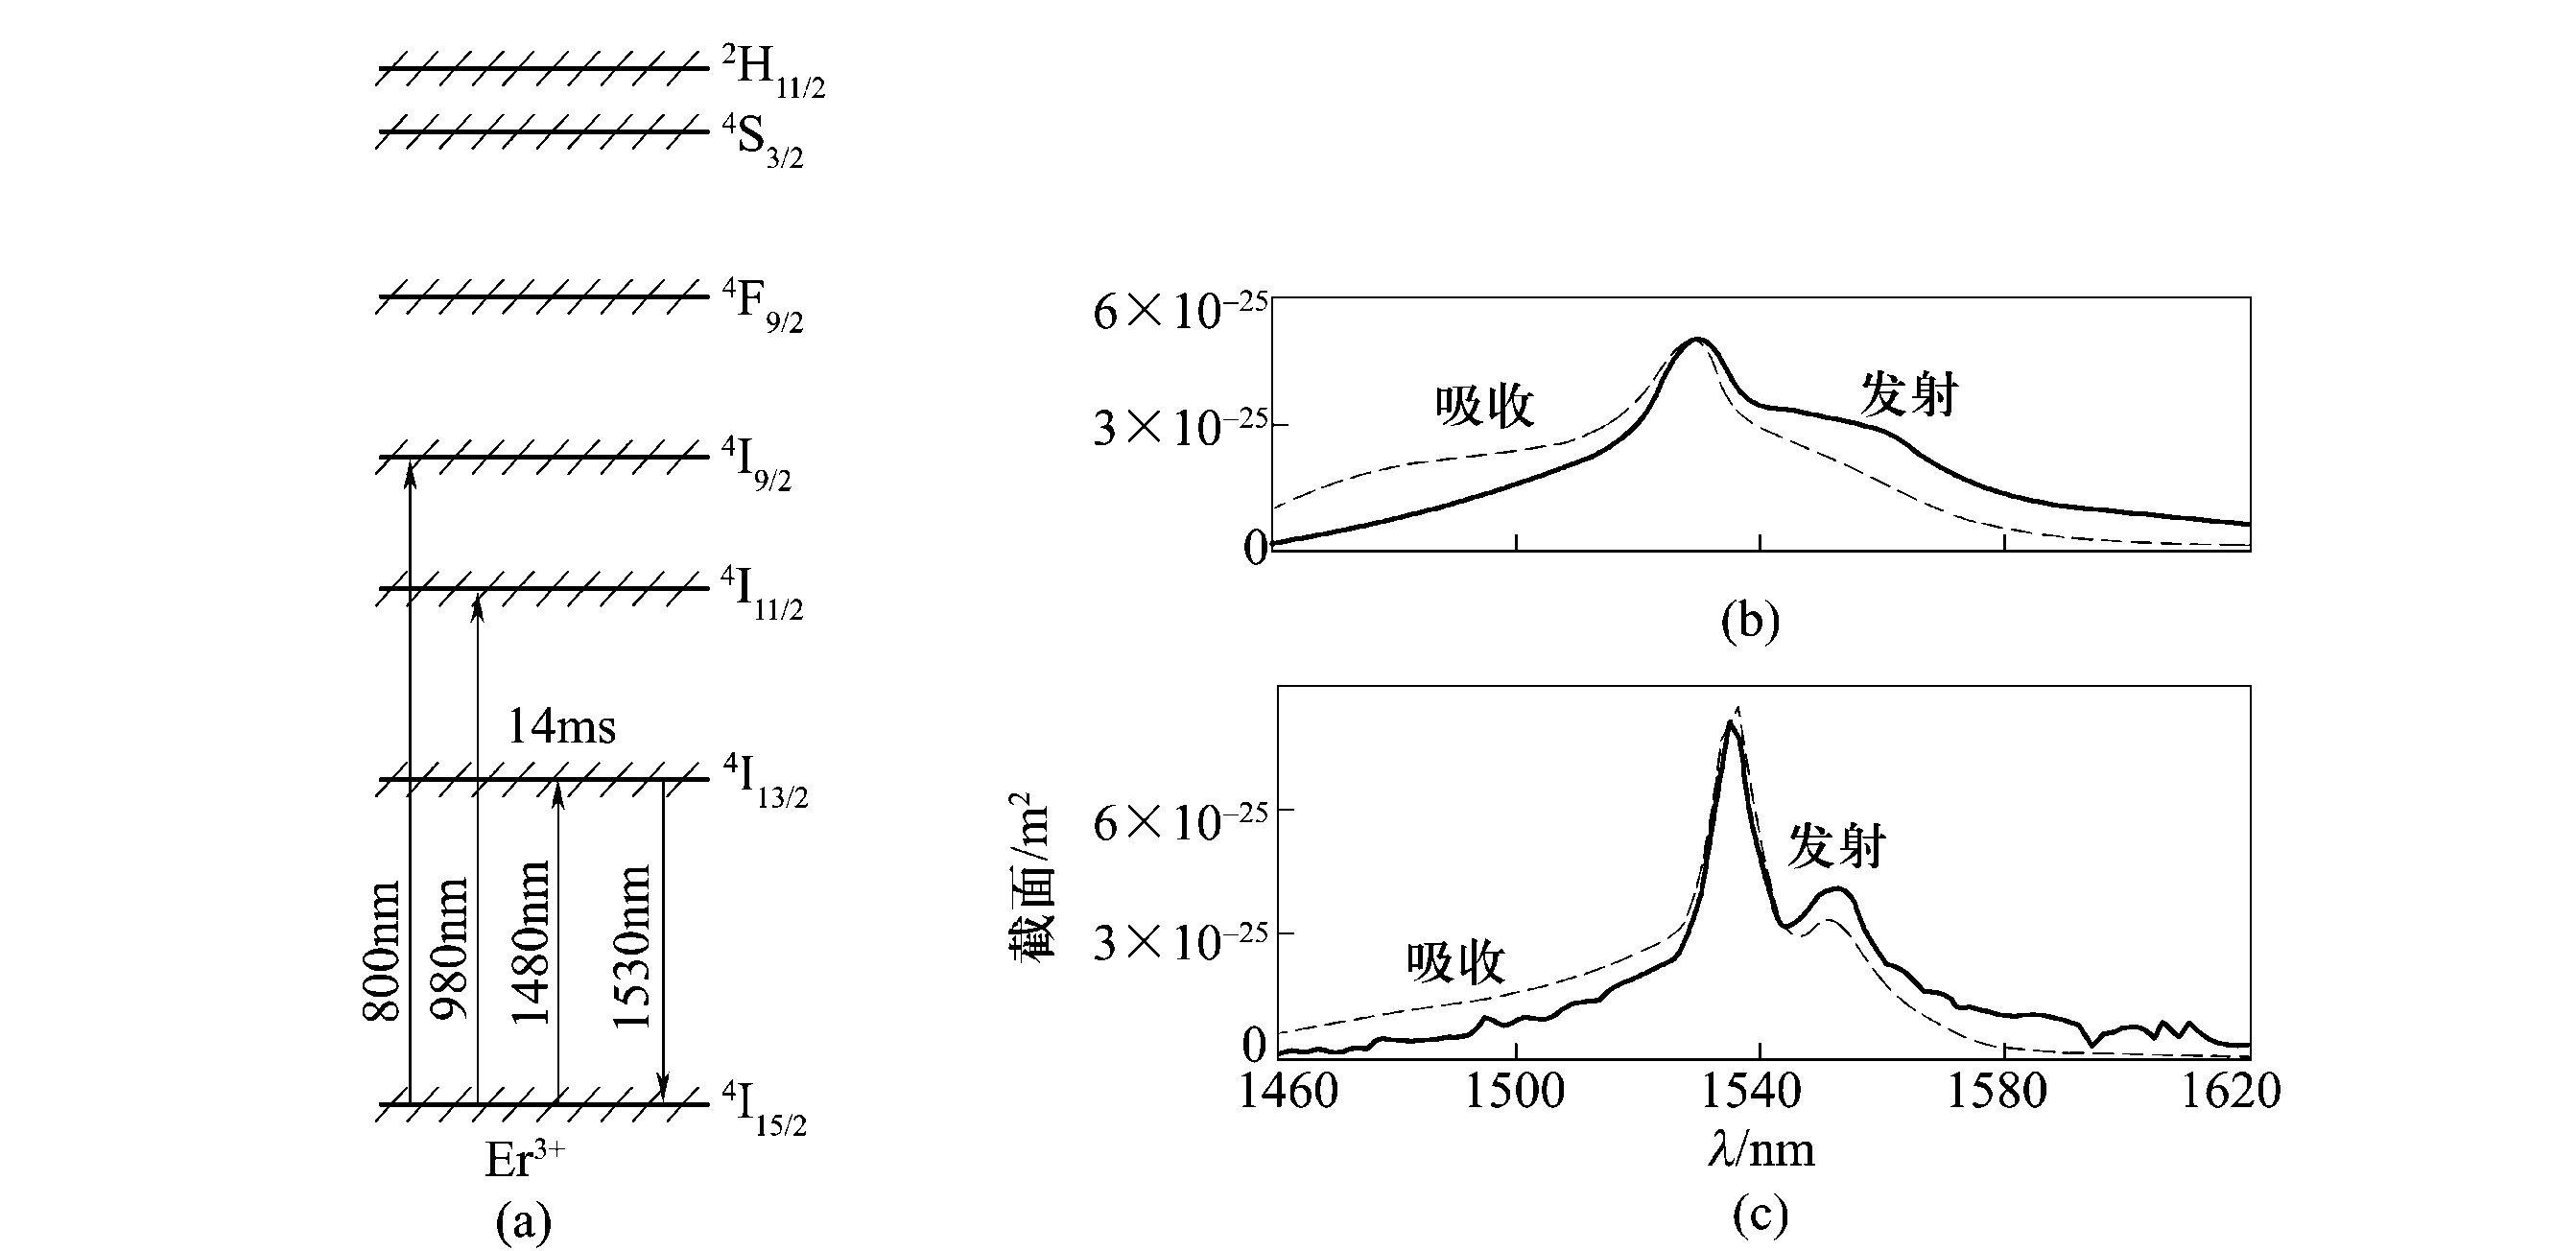 ²H₁₁/₂
⁴S₃/₂
⁴F₉/₂
⁴I₉/₂
⁴I₁₁/₂
14ms
⁴I₁₃/₂
800nm
980nm
1480nm
1530nm
⁴I₁₅/₂
Er³⁺
(a)
6×10⁻²⁵
3×10⁻²⁵
0
吸收
发射
(b)
截面/m²
6×10⁻²⁵
3×10⁻²⁵
0
发射
吸收
1460 1500 1540 1580 1620
λ/nm
(c)